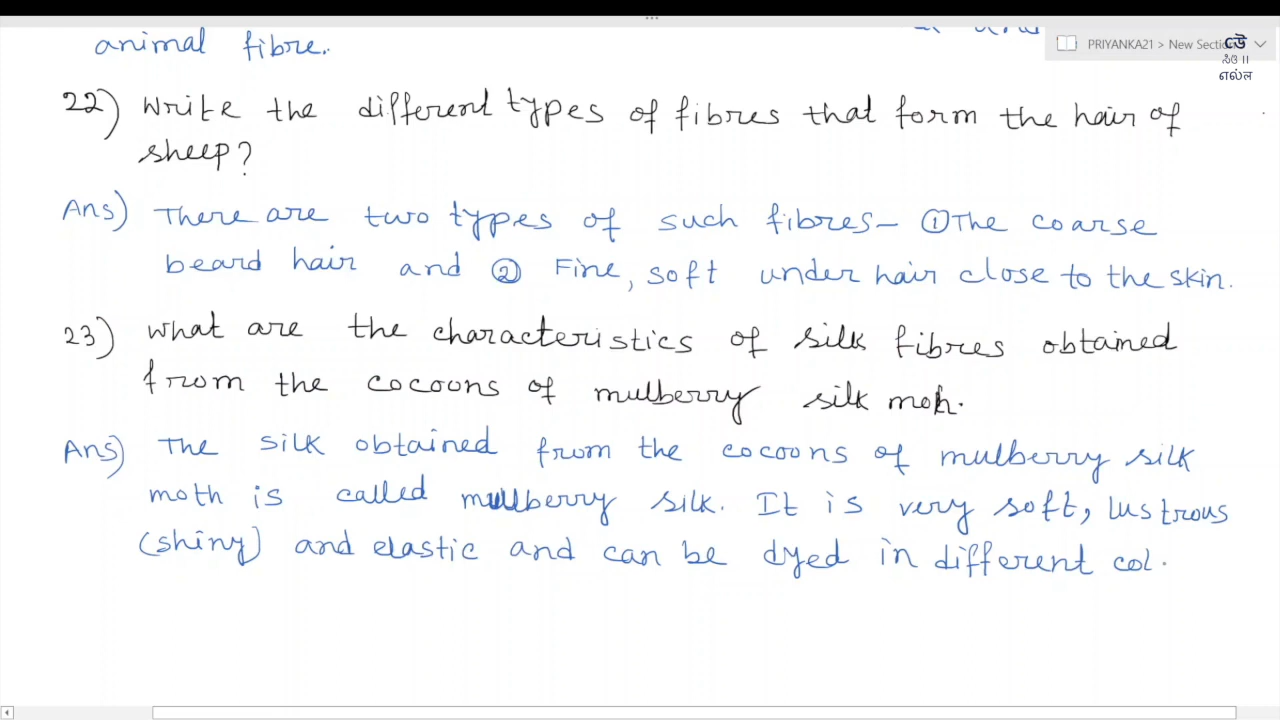 animal fibre.
PRIYANKA21 > New Section
22) Write the different types of fibres that form the hair of
sheep?
Ans) There are two types of such fibres- ① The coarse
beard hair and ② Fine, soft under hair close to the skin.
23) What are the characteristics of silk fibres obtained
from the cocoons of mulberry silk moh.
Ans) The silk obtained from the cocoons of mulberry silk
moth is called mulberry silk. It is very soft, lustrous
(shiny) and elastic and can be dyed in different col